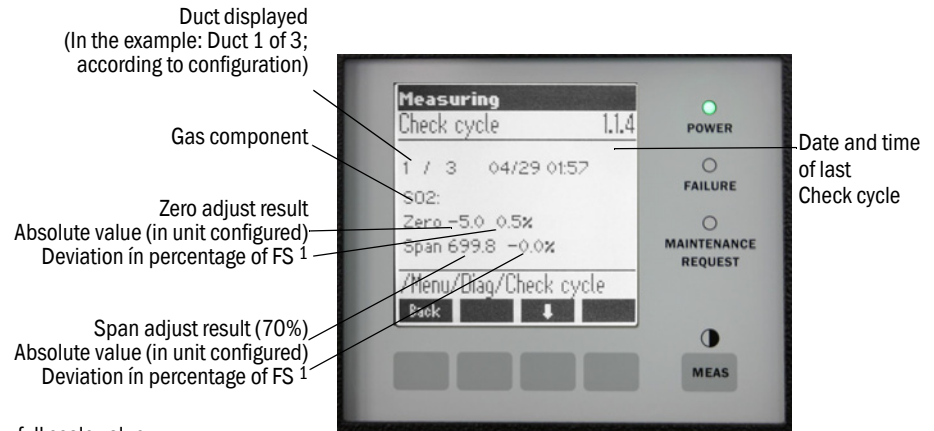 Duct displayed
(In the example: Duct 1 of 3;
according to configuration)
Gas component
Zero adjust result
Absolute value (in unit configured)
Deviation ín percentage of FS 1
Span adjust result (70%)
Absolute value (in unit configured)
Deviation ín percentage of FS 1
Measuring
Check cycle 1.1.4
1 / 3 04/29 01:57
SO2:
Zero -5.0 0.5%
Span 699.8 -0.0%
/Menu/Diag/Check cycle
Back
POWER
FAILURE
MAINTENANCE
REQUEST
MEAS
Date and time
of last
Check cycle